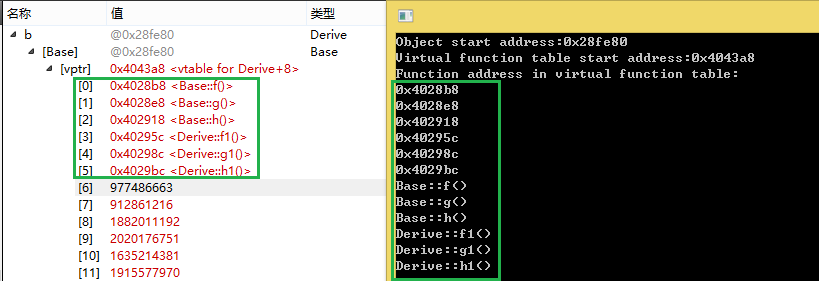 名称 值 类型
b @0x28fe80 Derive
[Base] @0x28fe80 Base
[vptr] 0x4043a8 <vtable for Derive+8>
[0] 0x4028b8 <Base::f()>
[1] 0x4028e8 <Base::g()>
[2] 0x402918 <Base::h()>
[3] 0x40295c <Derive::f1()>
[4] 0x40298c <Derive::g1()>
[5] 0x4029bc <Derive::h1()>
[6] 977486663
[7] 912861216
[8] 1882011192
[9] 2020176751
[10] 1635214381
[11] 1915577970
Object start address:0x28fe80
Virtual function table start address:0x4043a8
Function address in virtual function table:
0x4028b8
0x4028e8
0x402918
0x40295c
0x40298c
0x4029bc
Base::f()
Base::g()
Base::h()
Derive::f1()
Derive::g1()
Derive::h1()